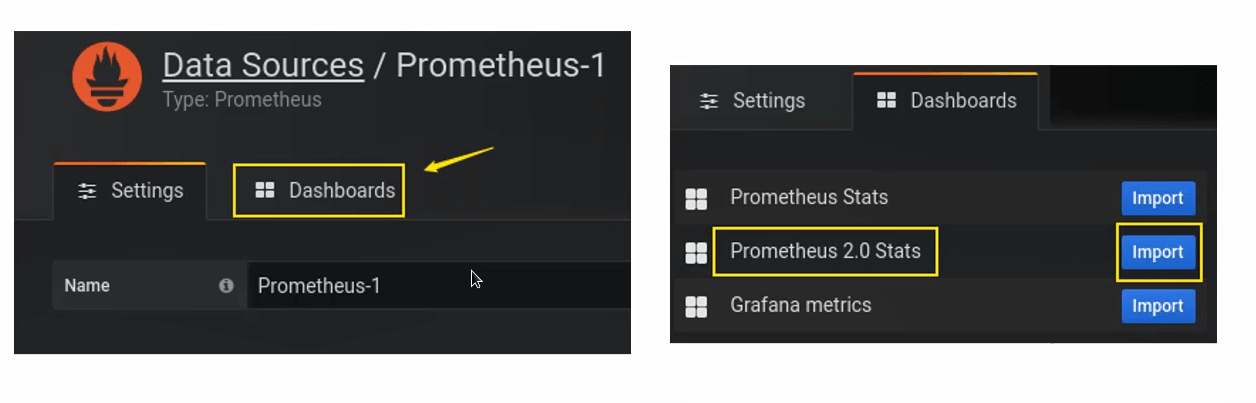 Data Sources / Prometheus-1
Type: Prometheus
Settings
Dashboards
Name
Prometheus-1
Settings
Dashboards
Prometheus Stats
Import
Prometheus 2.0 Stats
Import
Grafana metrics
Import